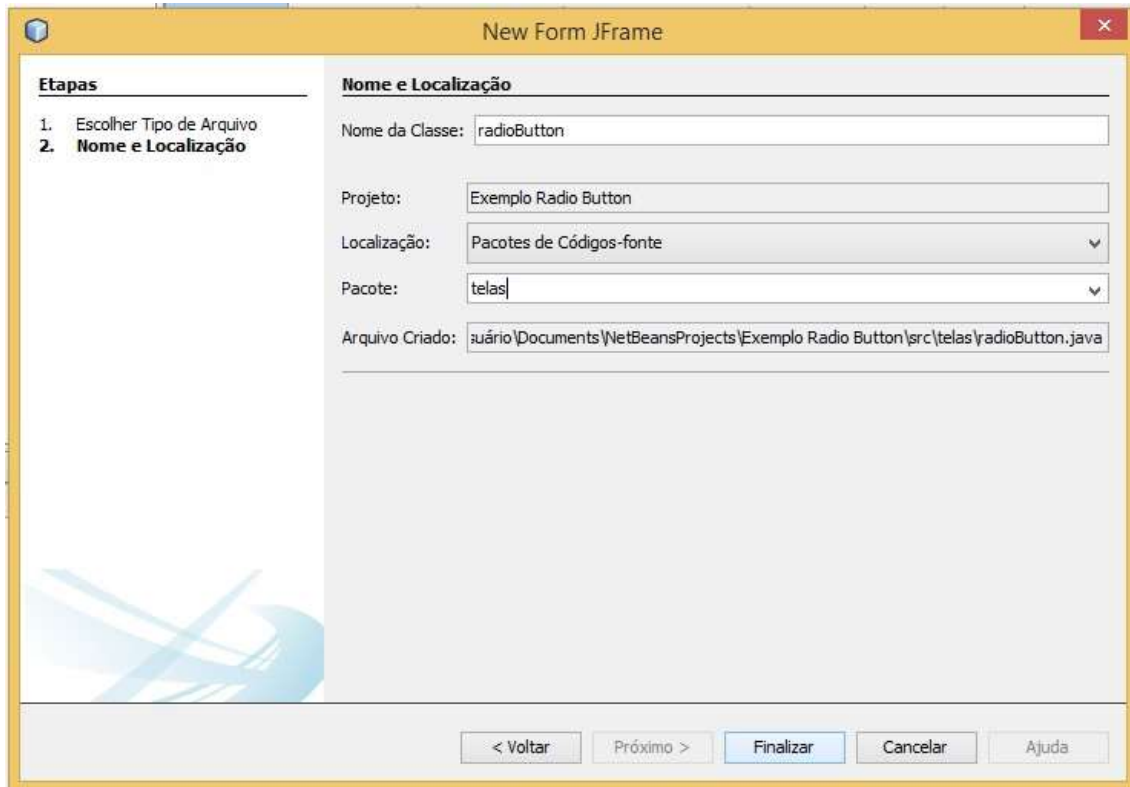 New Form JFrame
Etapas
1. Escolher Tipo de Arquivo
2. Nome e Localização
Nome e Localização
Nome da Classe: radioButton
Projeto: Exemplo Radio Button
Localização: Pacotes de Códigos-fonte
Pacote: telas
Arquivo Criado: suário\Documents\NetBeansProjects\Exemplo Radio Button\src\telas\radioButton.java
< Voltar
Próximo >
Finalizar
Cancelar
Ajuda